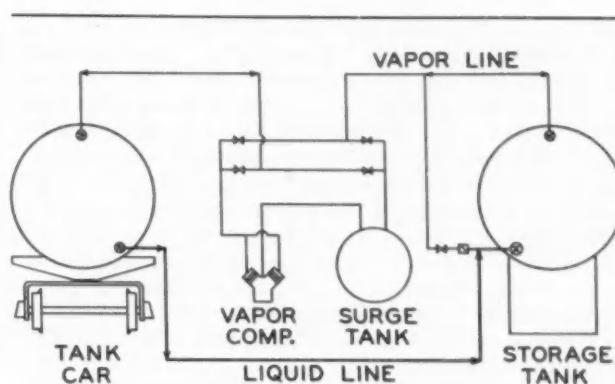 VAPOR LINE
VAPOR
COMP.
SURGE
TANK
TANK
CAR
LIQUID LINE
STORAGE
TANK